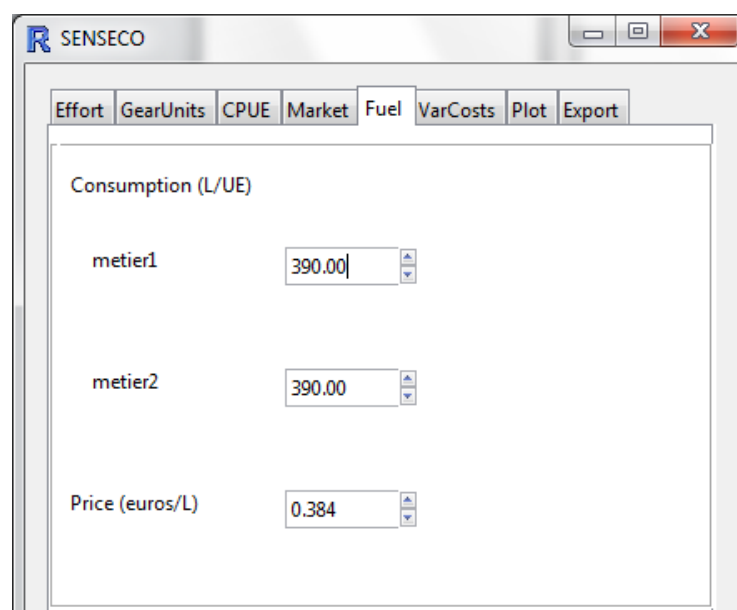 SENSECO
Effort GearUnits CPUE Market Fuel VarCosts Plot Export
Consumption (L/UE)
metier1 390.00
metier2 390.00
Price (euros/L) 0.384